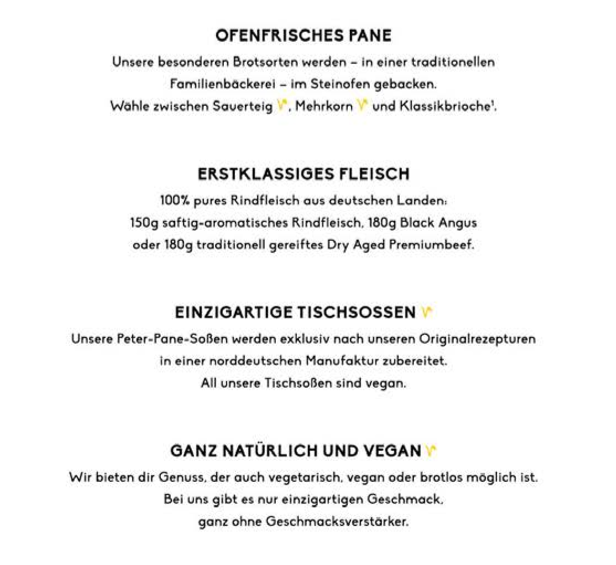 OFENFRISCHES PANE
Unsere besonderen Brotsorten werden – in einer traditionellen
Familienbäckerei – im Steinofen gebacken.
Wähle zwischen Sauerteig V, Mehrkorn V und Klassikbrioche¹.
ERSTKLASSIGES FLEISCH
100% pures Rindfleisch aus deutschen Landen:
150g saftig-aromatisches Rindfleisch, 180g Black Angus
oder 180g traditionell gereiftes Dry Aged Premiumbeef.
EINZIGARTIGE TISCHSOSSEN V
Unsere Peter-Pane-Soßen werden exklusiv nach unseren Originalrezepturen
in einer norddeutschen Manufaktur zubereitet.
All unsere Tischsoßen sind vegan.
GANZ NATÜRLICH UND VEGAN V
Wir bieten dir Genuss, der auch vegetarisch, vegan oder brotlos möglich ist.
Bei uns gibt es nur einzigartigen Geschmack,
ganz ohne Geschmacksverstärker.